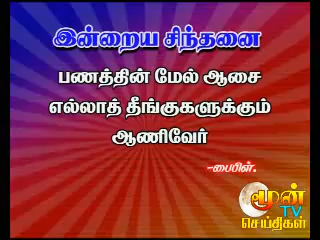 இன்றைய சிந்தனை
பணத்தின் மேல் ஆசை
எல்லாத் தீங்குகளுக்கும்
ஆணிவேர்
-பைபிள்.
மூன்
TV
செய்திகள்